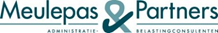 Meulepas & Partners
ADMINISTRATIE- BELASTINGCONSULENTEN